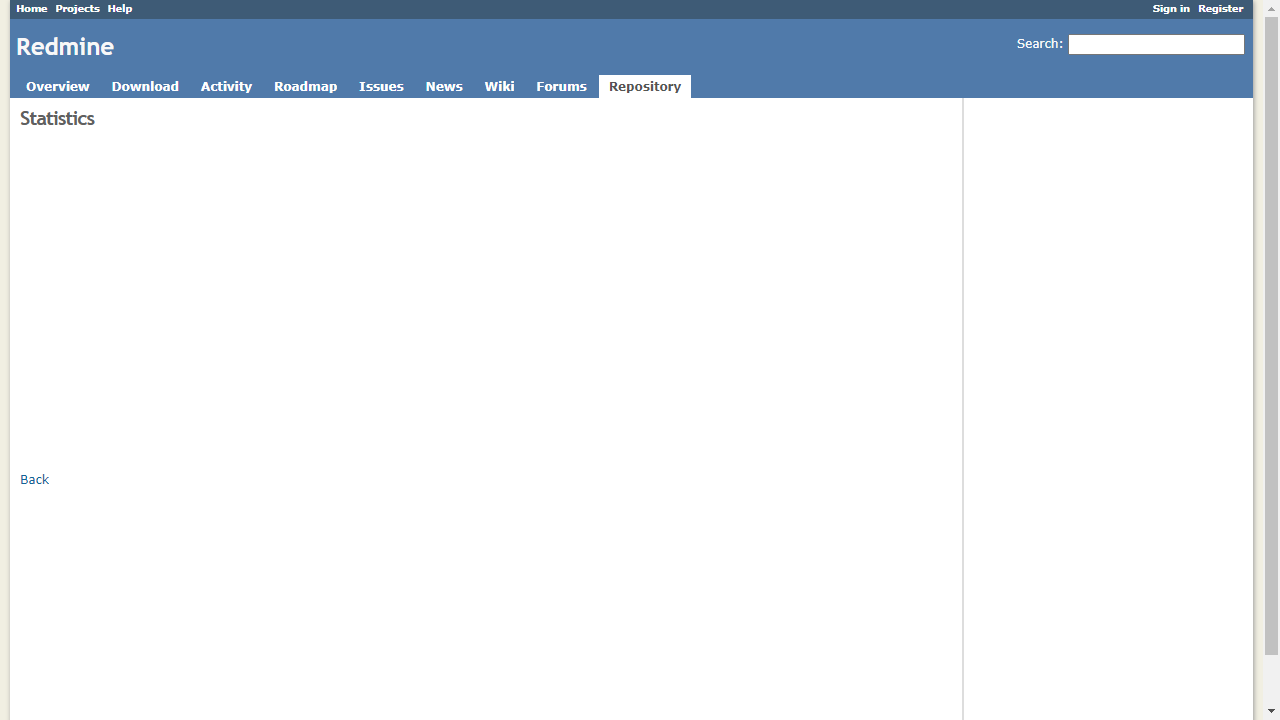 Home Projects Help Sign in Register
Redmine
Search:
Overview Download Activity Roadmap Issues News Wiki Forums Repository
Statistics
Back